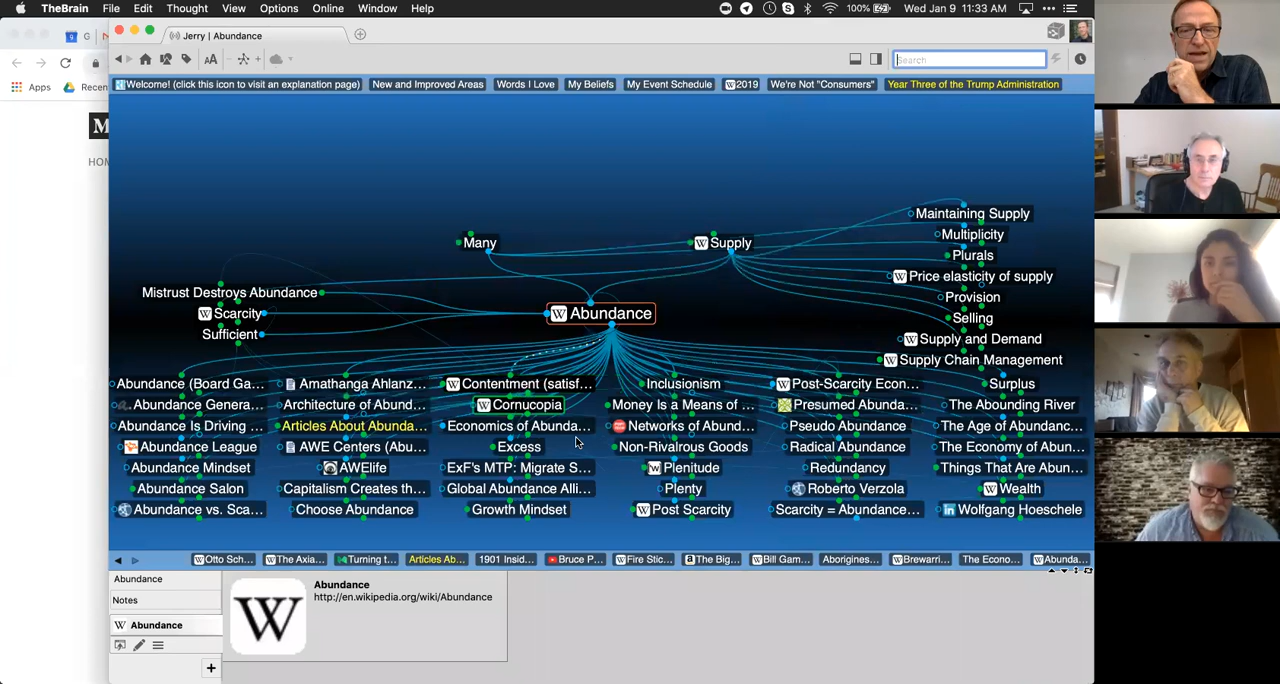 TheBrain File Edit Thought View Options Online Window Help 100% Wed Jan 9 11:33 AM
Jerry | Abundance
G
Search
Apps Recen
Welcome! (click this icon to visit an explanation page) New and Improved Areas Words I Love My Beliefs My Event Schedule 2019 We're Not "Consumers" Year Three of the Trump Administration
M
HOM
Many
Supply
Maintaining Supply
Multiplicity
Plurals
Price elasticity of supply
Provision
Selling
Supply and Demand
Supply Chain Management
Mistrust Destroys Abundance
Scarcity
Sufficient
W Abundance
Abundance (Board Ga... Amathanga Ahlanz... Contentment (satisf... Inclusionism Post-Scarcity Econ... Surplus
Abundance Genera... Architecture of Abund... Cornucopia Money Is a Means of ... Presumed Abunda... The Abounding River
Abundance Is Driving ... Articles About Abunda... Economics of Abunda... Networks of Abund... Pseudo Abundance The Age of Abundanc...
Abundance League AWE Centers (Abu... Excess Non-Rivalrous Goods Radical Abundance The Economy of Abun...
Abundance Mindset AWElife ExF's MTP: Migrate S... Plenitude Redundancy Things That Are Abun...
Abundance Salon Capitalism Creates th... Global Abundance Alli... Plenty Roberto Verzola Wealth
Abundance vs. Sca... Choose Abundance Growth Mindset Post Scarcity Scarcity = Abundance... Wolfgang Hoeschele
Otto Sch... The Axia... Turning t... Articles Ab... 1901 Insid... Bruce P... Fire Stic... The Big... Bill Gam... Aborigines... Brewarri... The Econo... Abunda...
Abundance
Notes
W Abundance
W
Abundance
http://en.wikipedia.org/wiki/Abundance